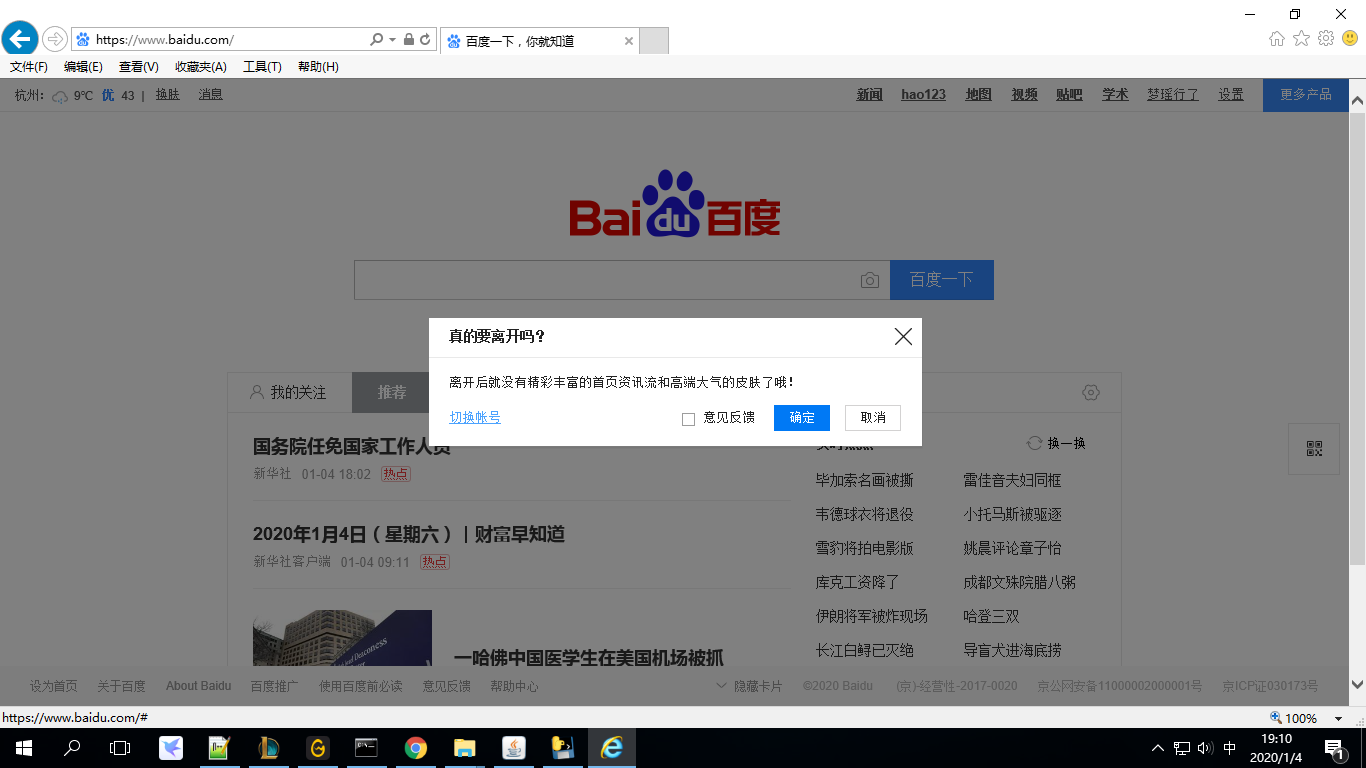 https://www.baidu.com/
百度一下，你就知道
文件(F) 编辑(E) 查看(V) 收藏夹(A) 工具(T) 帮助(H)
杭州: 9℃ 优 43 | 换肤 消息
新闻 hao123 地图 视频 贴吧 学术 梦瑶行了 设置 更多产品
Bai du 百度
百度一下
真的要离开吗?
离开后就没有精彩丰富的首页资讯流和高端大气的皮肤了哦!
切换帐号 意见反馈 确定 取消
我的关注 推荐
国务院任免国家工作人员
新华社 01-04 18:02 热点
2020年1月4日（星期六）| 财富早知道
新华社客户端 01-04 09:11 热点
一哈佛中国医学生在美国机场被抓
换一换
毕加索名画被撕 雷佳音夫妇同框
韦德球衣将退役 小托马斯被驱逐
雪豹将拍电影版 姚晨评论章子怡
库克工资降了 成都文殊院腊八粥
伊朗将军被炸现场 哈登三双
长江白鲟已灭绝 导盲犬进海底捞
设为首页 关于百度 About Baidu 百度推广 使用百度前必读 意见反馈 帮助中心 隐藏卡片 ©2020 Baidu (京)-经营性-2017-0020 京公网安备11000002000001号 京ICP证030173号
https://www.baidu.com/#
100%
中
19:10
2020/1/4
1